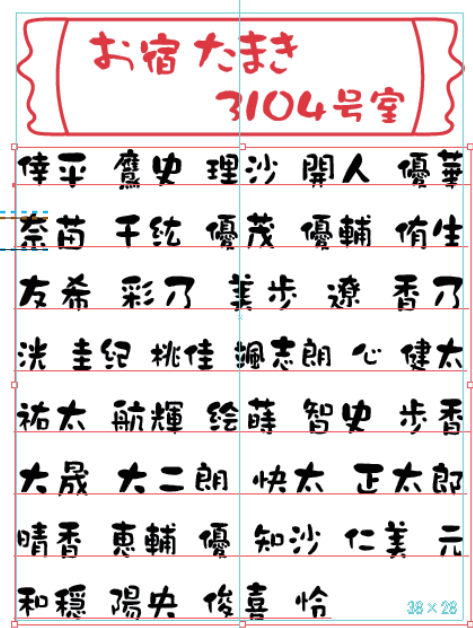 お宿 たまき
3104号室
倖平 鷹史 理沙 開人 優華
奈苗 千紘 優茂 優輔 侑生
友希 彩乃 美歩 遼 香乃
洸 圭紀 桃佳 颯志朗 心 健太
祐太 航輝 絵蒔 智史 歩香
大晟 大二朗 快太 正太郎
晴香 恵輔 優 知沙 仁美 元
和穏 陽央 俊喜 怜
38×28